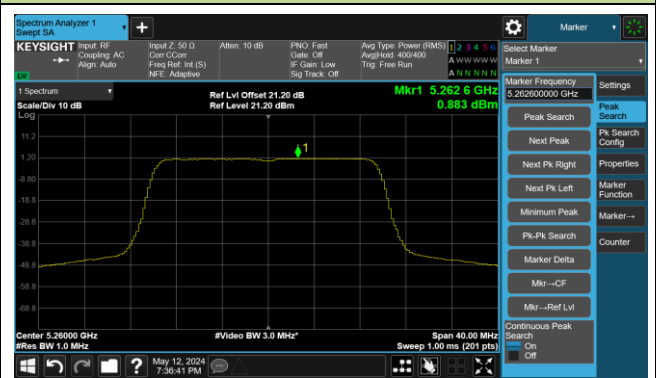 Spectrum Analyzer 1
Swept SA
Marker
KEYSIGHT Input: RF
Coupling: AC
Align: Auto
Input Z: 50 Ω
Corr CCorr
Freq Ref: Int (S)
NFE: Adaptive
Atten: 10 dB
PNO: Fast
Gate: Off
IF Gain: Low
Sig Track: Off
Avg Type: Power (RMS)
Avg|Hold: 400/400
Trig: Free Run
1 2 3 4 5 6
A W W W W W
A N N N N N
LXI
Select Marker
Marker 1
1 Spectrum
Scale/Div 10 dB
Log
Ref Lvl Offset 21.20 dB
Ref Level 21.20 dBm
Mkr1 5.262 6 GHz
0.883 dBm
11.2
1.20
-8.80
-18.8
-28.8
-38.8
-48.8
-58.8
-68.8
1
Center 5.26000 GHz
#Res BW 1.0 MHz
#Video BW 3.0 MHz*
Span 40.00 MHz
Sweep 1.00 ms (201 pts)
Marker Frequency
5.262600000 GHz
Peak Search
Next Peak
Next Pk Right
Next Pk Left
Minimum Peak
Pk-Pk Search
Marker Delta
Mkr→CF
Mkr→Ref Lvl
Continuous Peak
Search
On
Off
Settings
Peak
Search
Pk Search
Config
Properties
Marker
Function
Marker→
Counter
May 12, 2024
7:36:41 PM